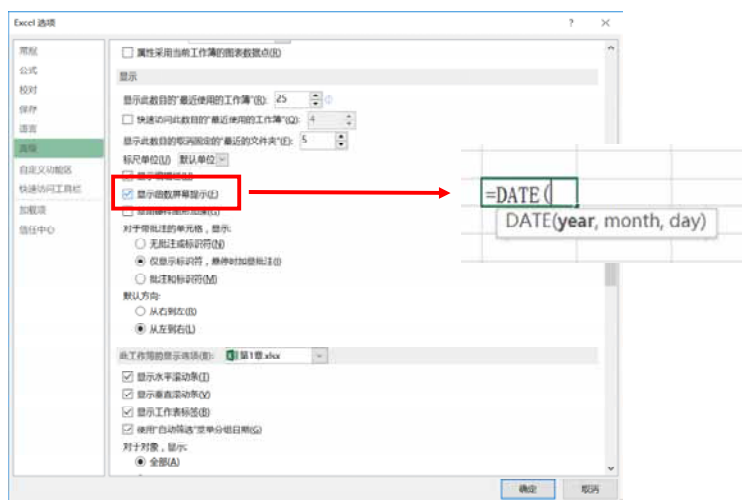 Excel 选项
?
常规
公式
校对
保存
语言
高级
自定义功能区
快速访问工具栏
加载项
信任中心
属性采用当前工作簿的图表数据点(D)
显示
显示此数目的"最近使用的工作簿"(R): 25
快速访问此数目的"最近使用的工作簿"(Q): 4
显示此数目的取消固定的"最近的文件夹"(F): 5
标尺单位(U) 默认单位
显示函数屏幕提示(E)
对于带批注的单元格，显示:
无批注或标识符(N)
仅显示标识符，悬停时加显批注(I)
批注和标识符(M)
默认方向:
从右到左(R)
从左到右(L)
此工作簿的显示选项(B): 第1章.xlsx
显示水平滚动条(T)
显示垂直滚动条(V)
显示工作表标签(B)
使用"自动筛选"菜单分组日期(G)
对于对象，显示:
全部(A)
确定 取消
=DATE(
DATE(year, month, day)